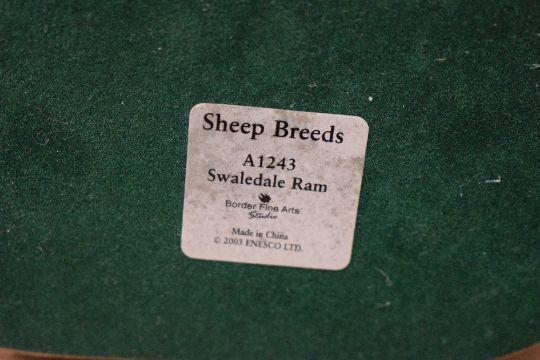 Sheep Breeds
A1243
Swaledale Ram
Border Fine Arts
Studio
Made in China
© 2003 ENESCO LTD.